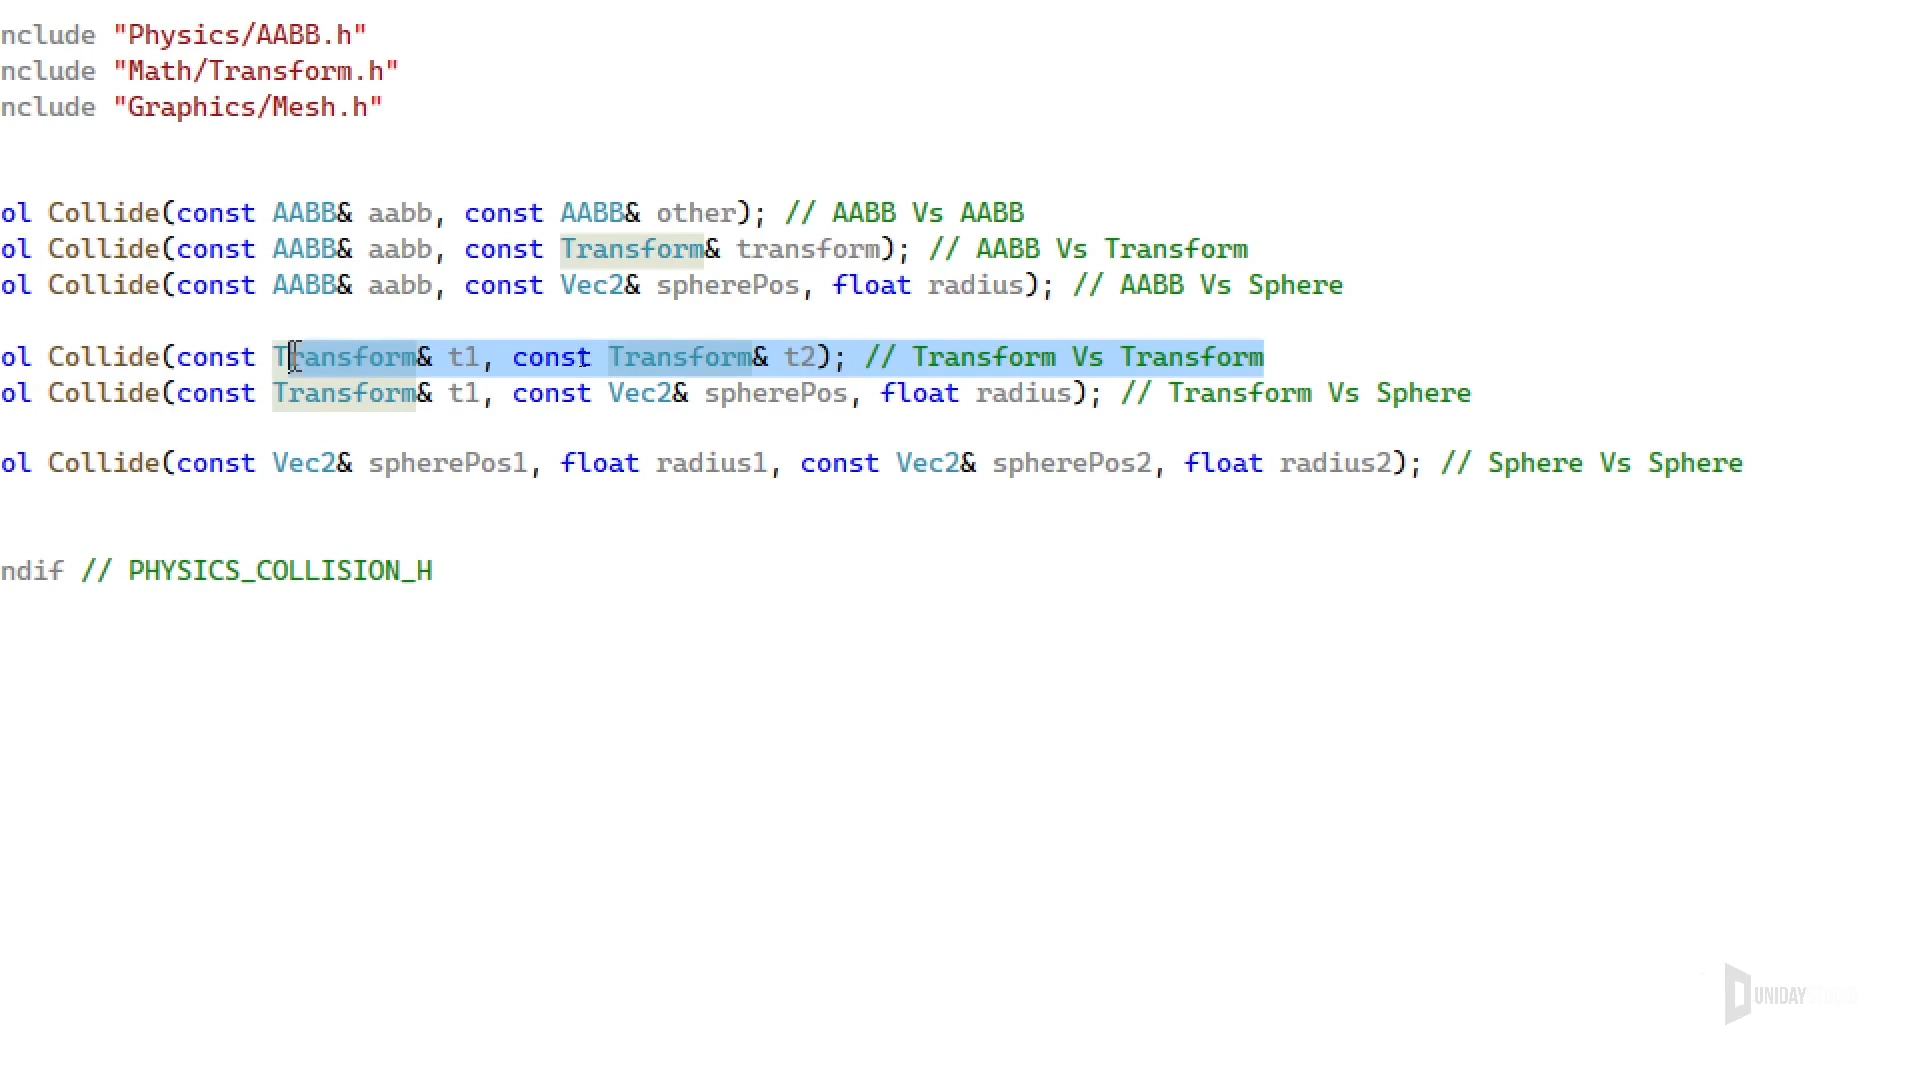 nclude "Physics/AABB.h"
nclude "Math/Transform.h"
nclude "Graphics/Mesh.h"
ol Collide(const AABB& aabb, const AABB& other); // AABB Vs AABB
ol Collide(const AABB& aabb, const Transform& transform); // AABB Vs Transform
ol Collide(const AABB& aabb, const Vec2& spherePos, float radius); // AABB Vs Sphere
ol Collide(const Transform& t1, const Transform& t2); // Transform Vs Transform
ol Collide(const Transform& t1, const Vec2& spherePos, float radius); // Transform Vs Sphere
ol Collide(const Vec2& spherePos1, float radius1, const Vec2& spherePos2, float radius2); // Sphere Vs Sphere
ndif // PHYSICS_COLLISION_H
UNIDAY